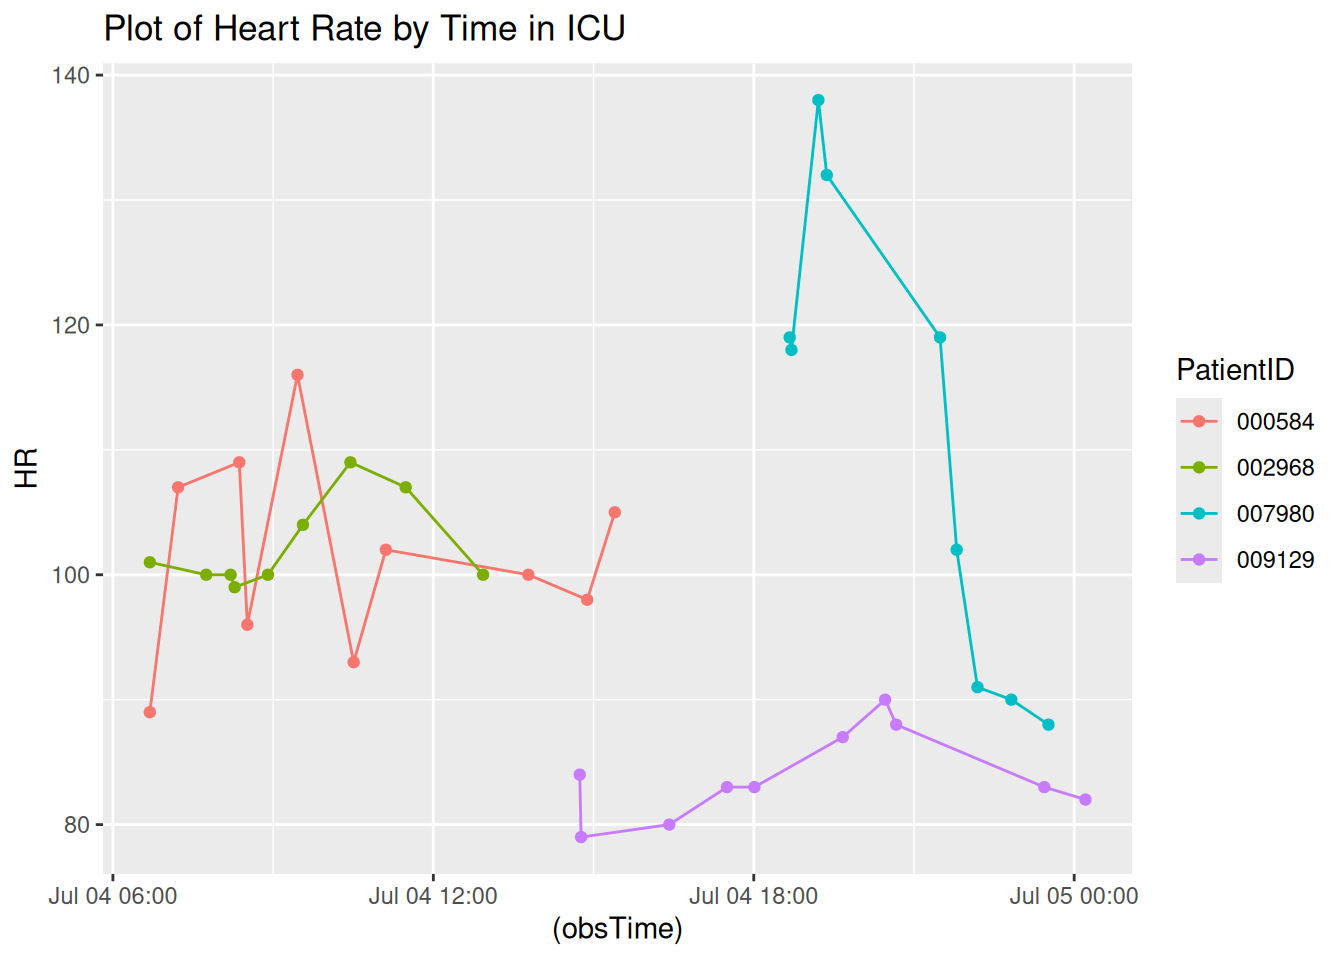 Plot of Heart Rate by Time in ICU
140
120
100
80
HR
Jul 04 06:00
Jul 04 12:00
Jul 04 18:00
Jul 05 00:00
(obsTime)
PatientID
000584
002968
007980
009129